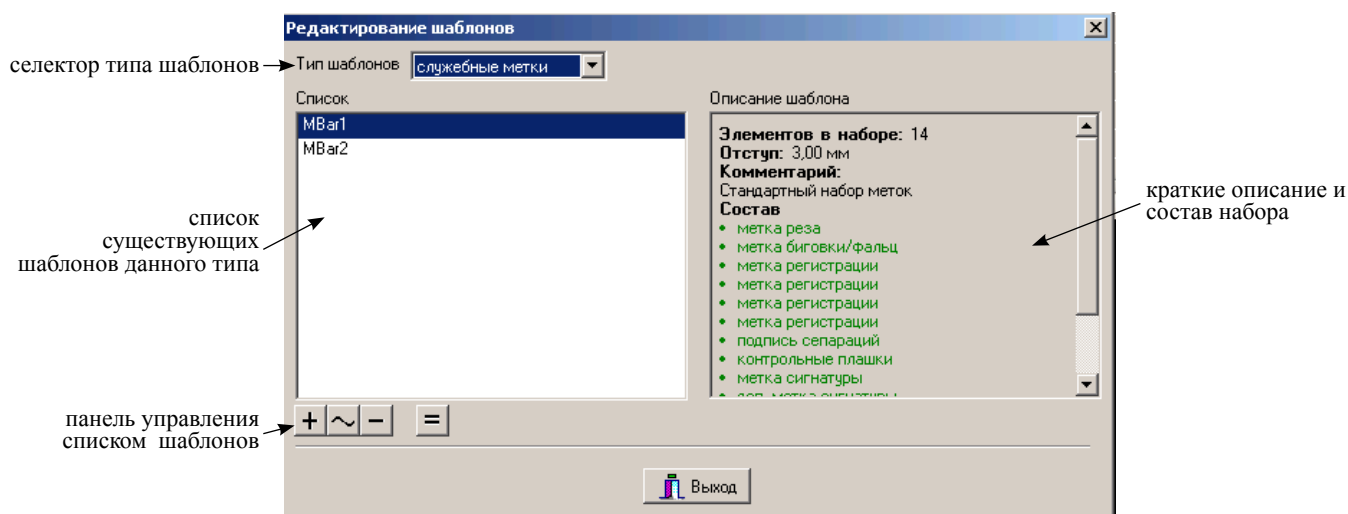 Редактирование шаблонов
селектор типа шаблонов
Тип шаблонов служебные метки
Список
Описание шаблона
MBar1
MBar2
Элементов в наборе: 14
Отступ: 3,00 мм
Комментарий:
Стандартный набор меток
Состав
• метка реза
• метка биговки/фальц
• метка регистрации
• метка регистрации
• метка регистрации
• метка регистрации
• подпись сепараций
• контрольные плашки
• метка сигнатуры
• доп. метка сигнатуры
список
существующих
шаблонов данного типа
краткие описание и
состав набора
панель управления
списком шаблонов
+ ~ − =
Выход